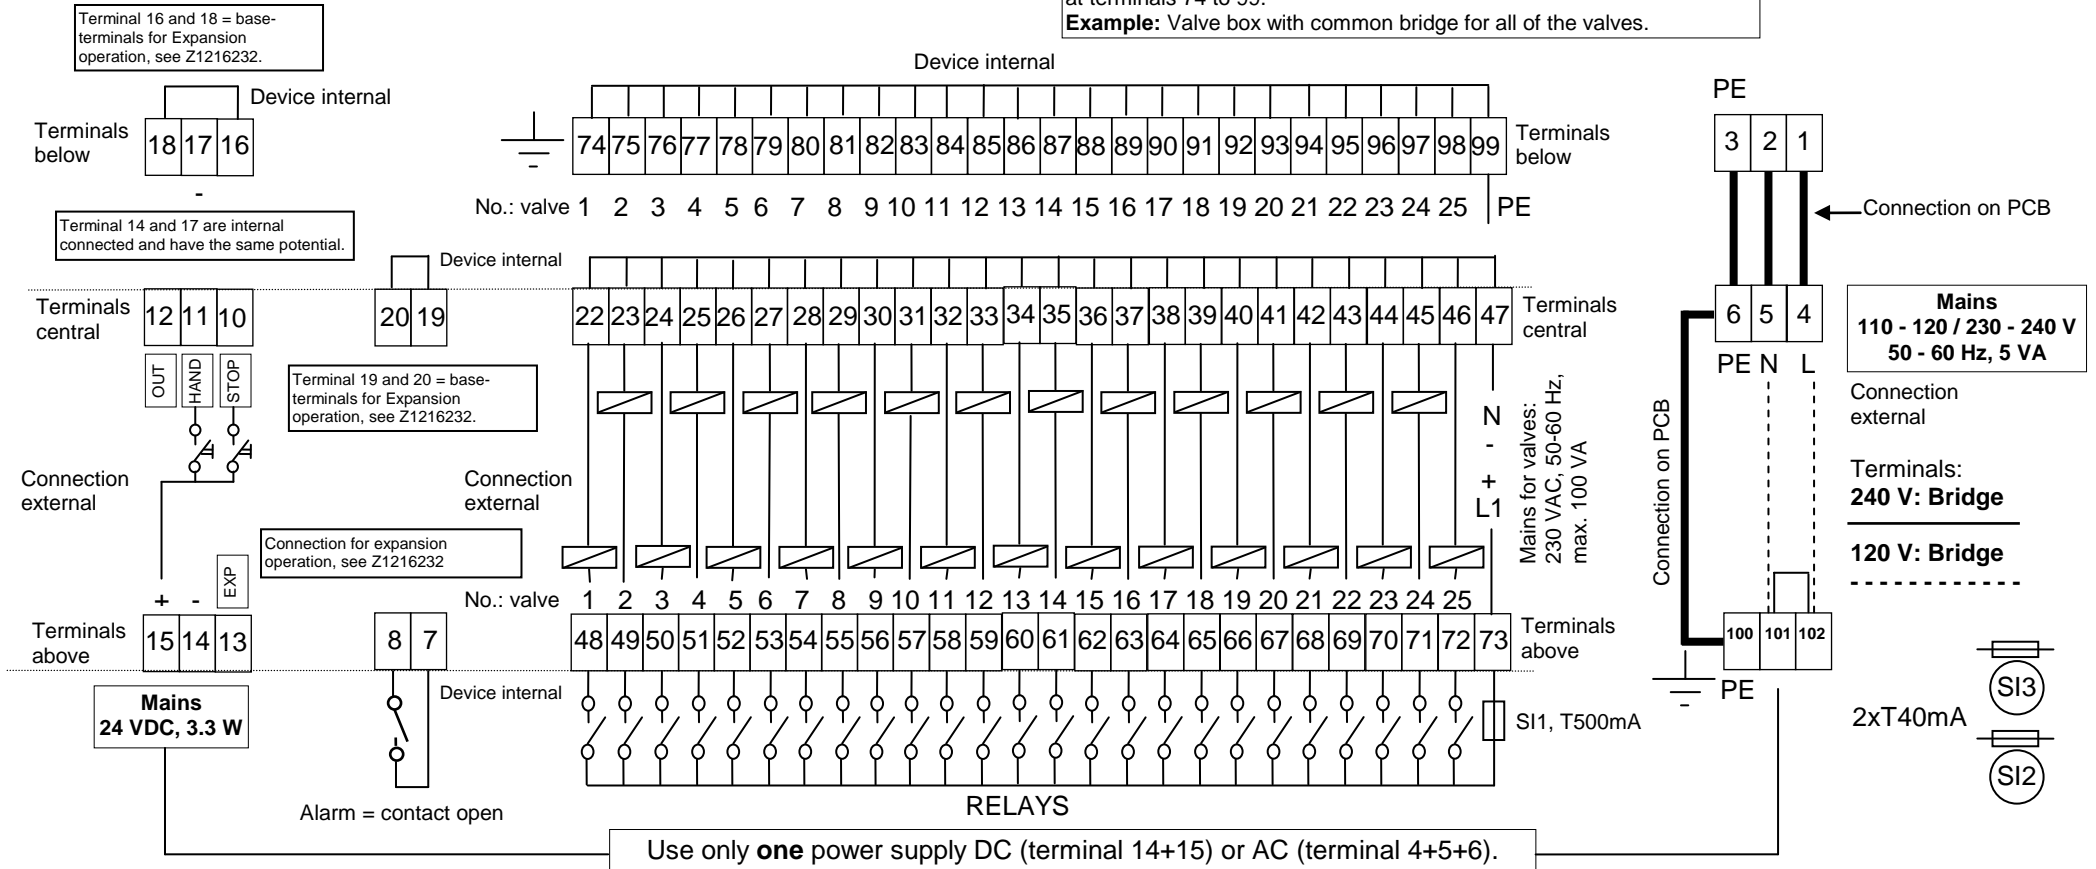 at terminals 74 to 99.
Example: Valve box with common bridge for all of the valves.
Terminal 16 and 18 = base-
terminals for Expansion
operation, see Z1216232.
Device internal
Device internal
PE
Terminals
below
18 17 16
-
74 75 76 77 78 79 80 81 82 83 84 85 86 87 88 89 90 91 92 93 94 95 96 97 98 99
Terminals
below
3 2 1
No.: valve 1 2 3 4 5 6 7 8 9 10 11 12 13 14 15 16 17 18 19 20 21 22 23 24 25 PE
Connection on PCB
Terminal 14 and 17 are internal
connected and have the same potential.
Device internal
Terminals
central
12 11 10
20 19
22 23 24 25 26 27 28 29 30 31 32 33 34 35 36 37 38 39 40 41 42 43 44 45 46 47
Terminals
central
6 5 4
PE N L
Mains
110 - 120 / 230 - 240 V
50 - 60 Hz, 5 VA
OUT
HAND
STOP
Terminal 19 and 20 = base-
terminals for Expansion
operation, see Z1216232.
N
-
+
L1
Mains for valves:
230 VAC, 50-60 Hz,
max. 100 VA
Connection on PCB
Connection
external
Connection
external
Connection
external
Terminals:
240 V: Bridge
120 V: Bridge
Connection for expansion
operation, see Z1216232
+ -
EXP
No.: valve 1 2 3 4 5 6 7 8 9 10 11 12 13 14 15 16 17 18 19 20 21 22 23 24 25
Terminals
above
15 14 13
8 7
48 49 50 51 52 53 54 55 56 57 58 59 60 61 62 63 64 65 66 67 68 69 70 71 72 73
Terminals
above
100 101 102
PE
Mains
24 VDC, 3.3 W
Device internal
SI1, T500mA
2xT40mA
SI3
SI2
Alarm = contact open
RELAYS
Use only one power supply DC (terminal 14+15) or AC (terminal 4+5+6).